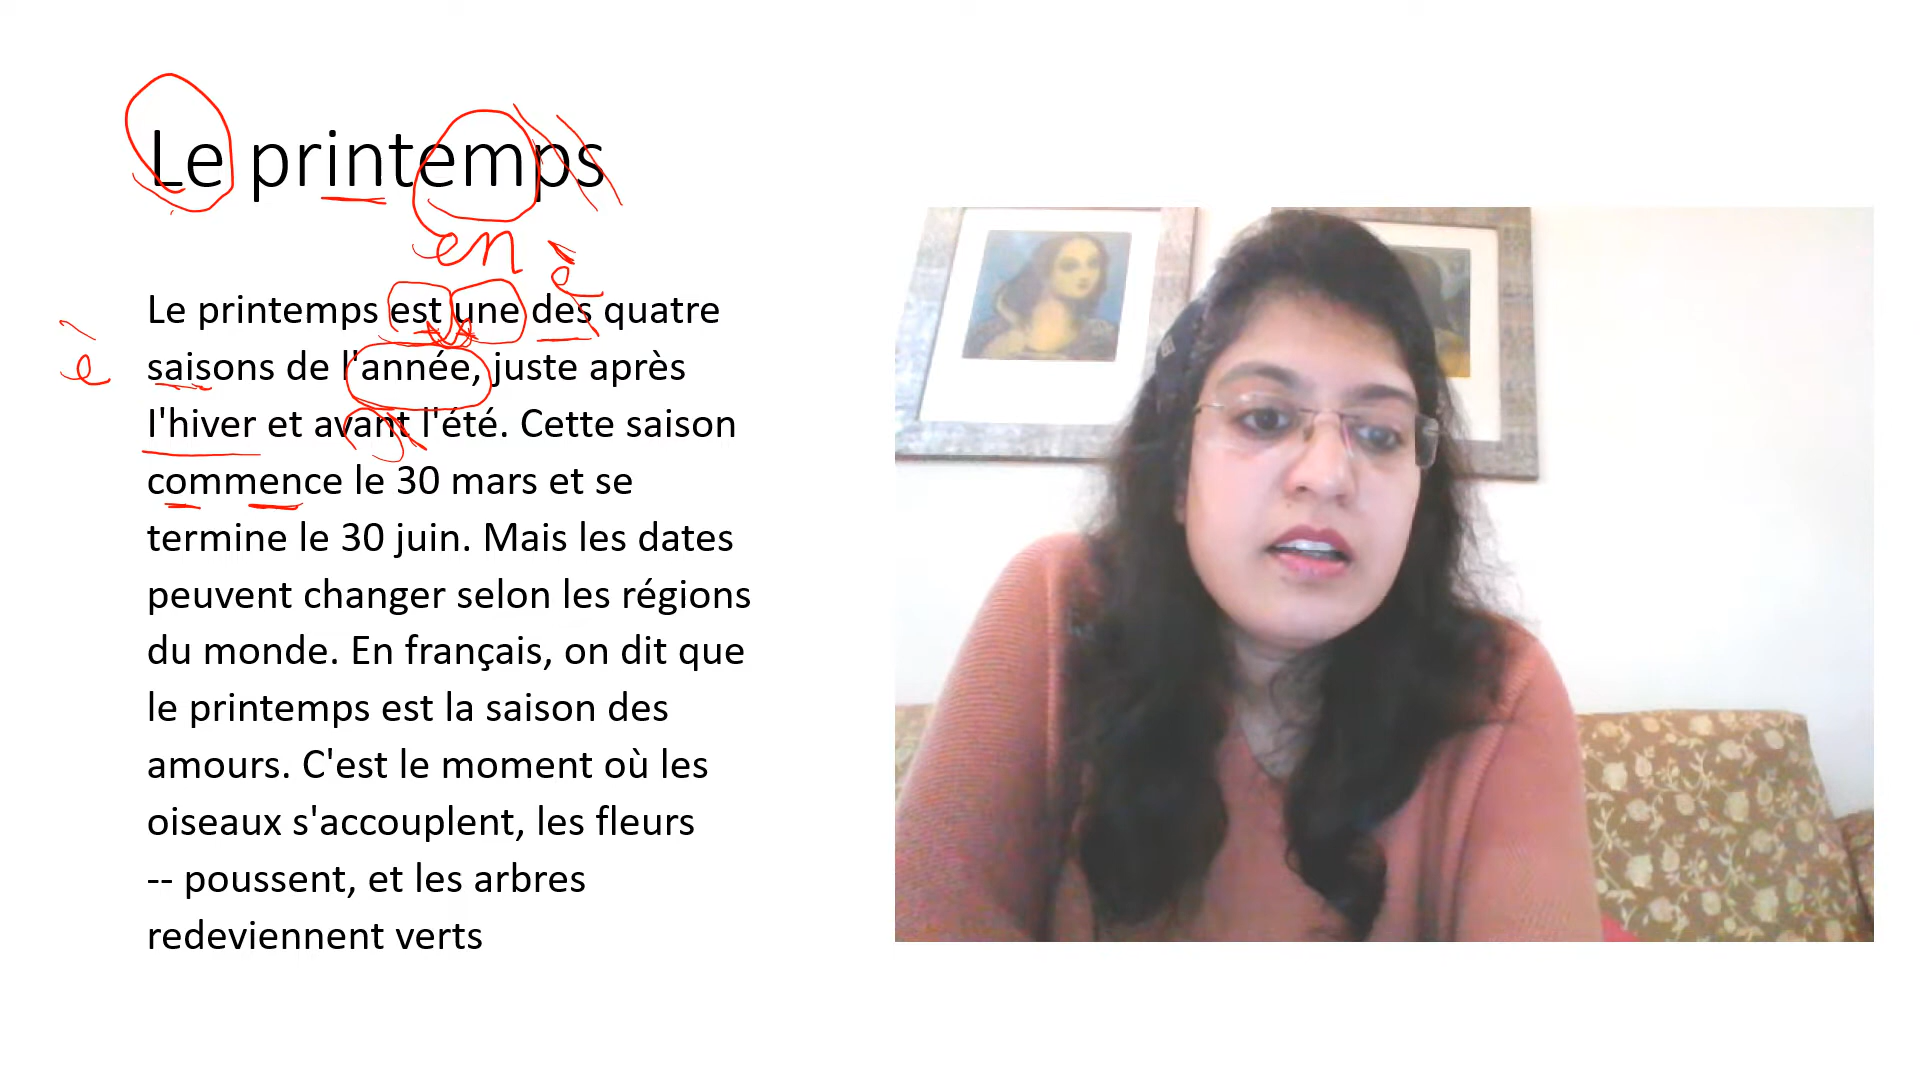 Le printemps
en
é
Le printemps est une des quatre
é
saisons de l'année, juste après
l'hiver et avant l'été. Cette saison
commence le 30 mars et se
termine le 30 juin. Mais les dates
peuvent changer selon les régions
du monde. En français, on dit que
le printemps est la saison des
amours. C'est le moment où les
oiseaux s'accouplent, les fleurs
-- poussent, et les arbres
redeviennent verts